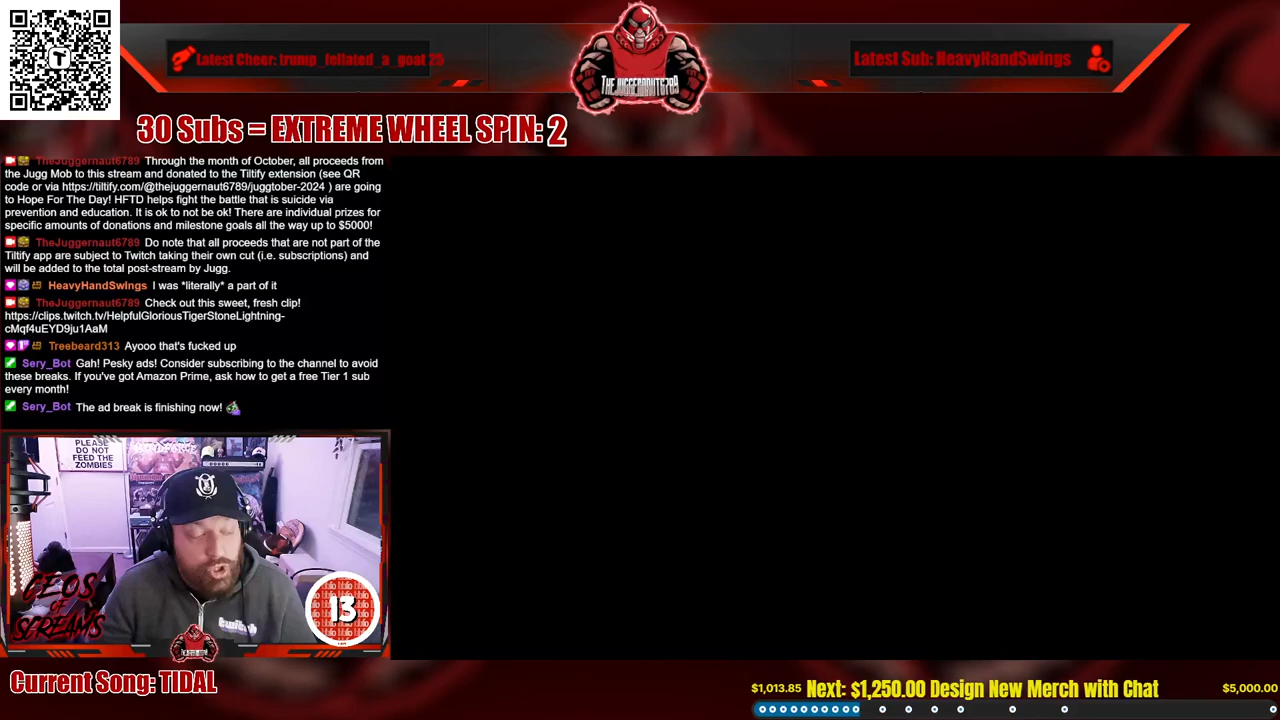 Latest Cheer: trump_fellated_a_goat 25
THEJUGGERNAUT6789
Latest Sub: HeavyHandSwings
30 Subs = EXTREME WHEEL SPIN: 2
TheJuggernaut6789 Through the month of October, all proceeds from
the Jugg Mob to this stream and donated to the Tiltify extension (see QR
code or via https://tiltify.com/@thejuggernaut6789/juggtober-2024 ) are going
to Hope For The Day! HFTD helps fight the battle that is suicide via
prevention and education. It is ok to not be ok! There are individual prizes for
specific amounts of donations and milestone goals all the way up to $5000!
TheJuggernaut6789 Do note that all proceeds that are not part of the
Tiltify app are subject to Twitch taking their own cut (i.e. subscriptions) and
will be added to the total post-stream by Jugg.
HeavyHandSwings I was *literally* a part of it
TheJuggernaut6789 Check out this sweet, fresh clip!
https://clips.twitch.tv/HelpfulGloriousTigerStoneLightning-
cMqf4uEYD9ju1AaM
Treebeard313 Ayooo that's fucked up
Sery_Bot Gah! Pesky ads! Consider subscribing to the channel to avoid
these breaks. If you've got Amazon Prime, ask how to get a free Tier 1 sub
every month!
Sery_Bot The ad break is finishing now!
PLEASE
DO NOT
FEED THE
ZOMBIES
GEOS
OF
SCREAMS
twitch
13
Current Song: TIDAL
$1,013.85 Next: $1,250.00 Design New Merch with Chat $5,000.00